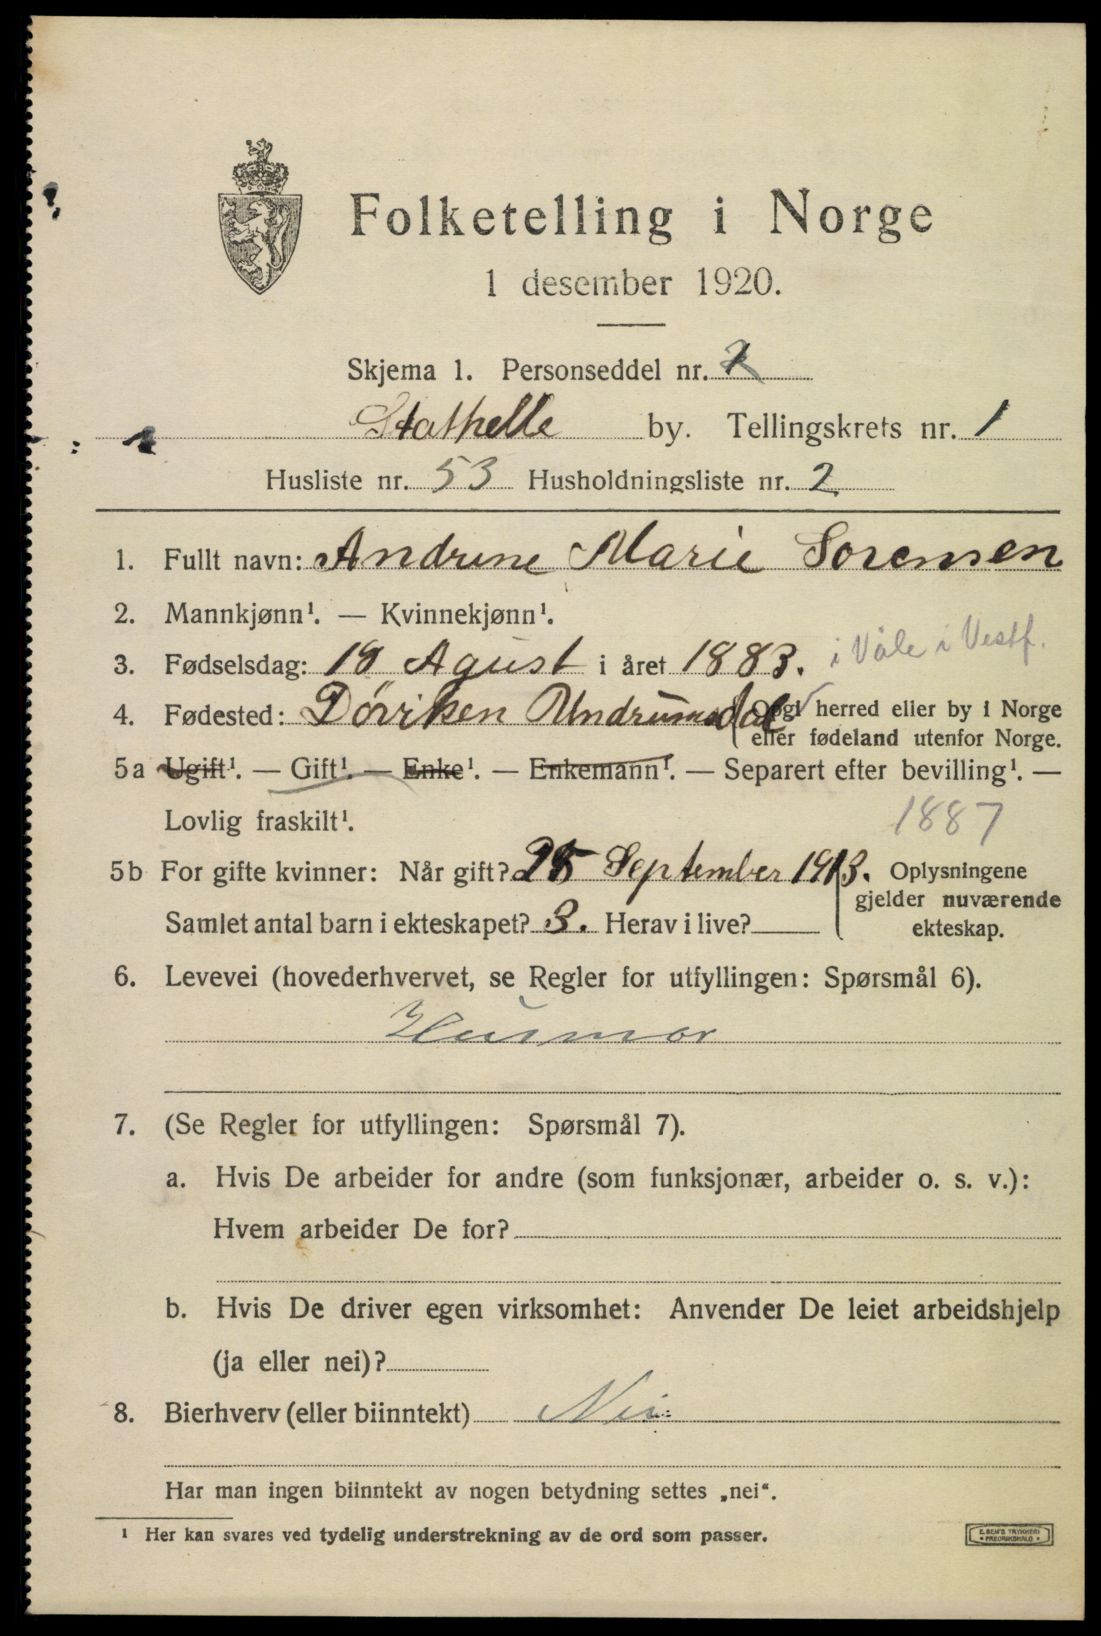 Folketelling i Norge
1 desember 1920.
Skjema 1. Personseddel nr. 2
Stathelle by. Tellingskrets nr. 1
Husliste nr. 53 Husholdningsliste nr. 2
1. Fullt navn: Andrine Marie Sorensen
2. Mannkjønn¹. — Kvinnekjønn¹.
3. Fødselsdag: 18 Agust i året 1883. i Våle i Vestf.
4. Fødested: Undrumsdal Opgi herred eller by i Norge
eller fødeland utenfor Norge.
5a Ugift¹. — Gift¹. — Enke¹. — Enkemann¹. — Separert efter bevilling¹. —
Lovlig fraskilt¹. 1887
5b For gifte kvinner: Når gift? 25 September 1913. Oplysningene
gjelder nuværende
Samlet antal barn i ekteskapet? 3. Herav i live? ekteskap.
6. Levevei (hovederhvervet, se Regler for utfyllingen: Spørsmål 6).
Husmor
7. (Se Regler for utfyllingen: Spørsmål 7).
a. Hvis De arbeider for andre (som funksjonær, arbeider o. s. v.):
Hvem arbeider De for?
b. Hvis De driver egen virksomhet: Anvender De leiet arbeidshjelp
(ja eller nei)?
8. Bierhverv (eller biinntekt) Nei
Har man ingen biinntekt av nogen betydning settes „nei“.
¹ Her kan svares ved tydelig understrekning av de ord som passer.